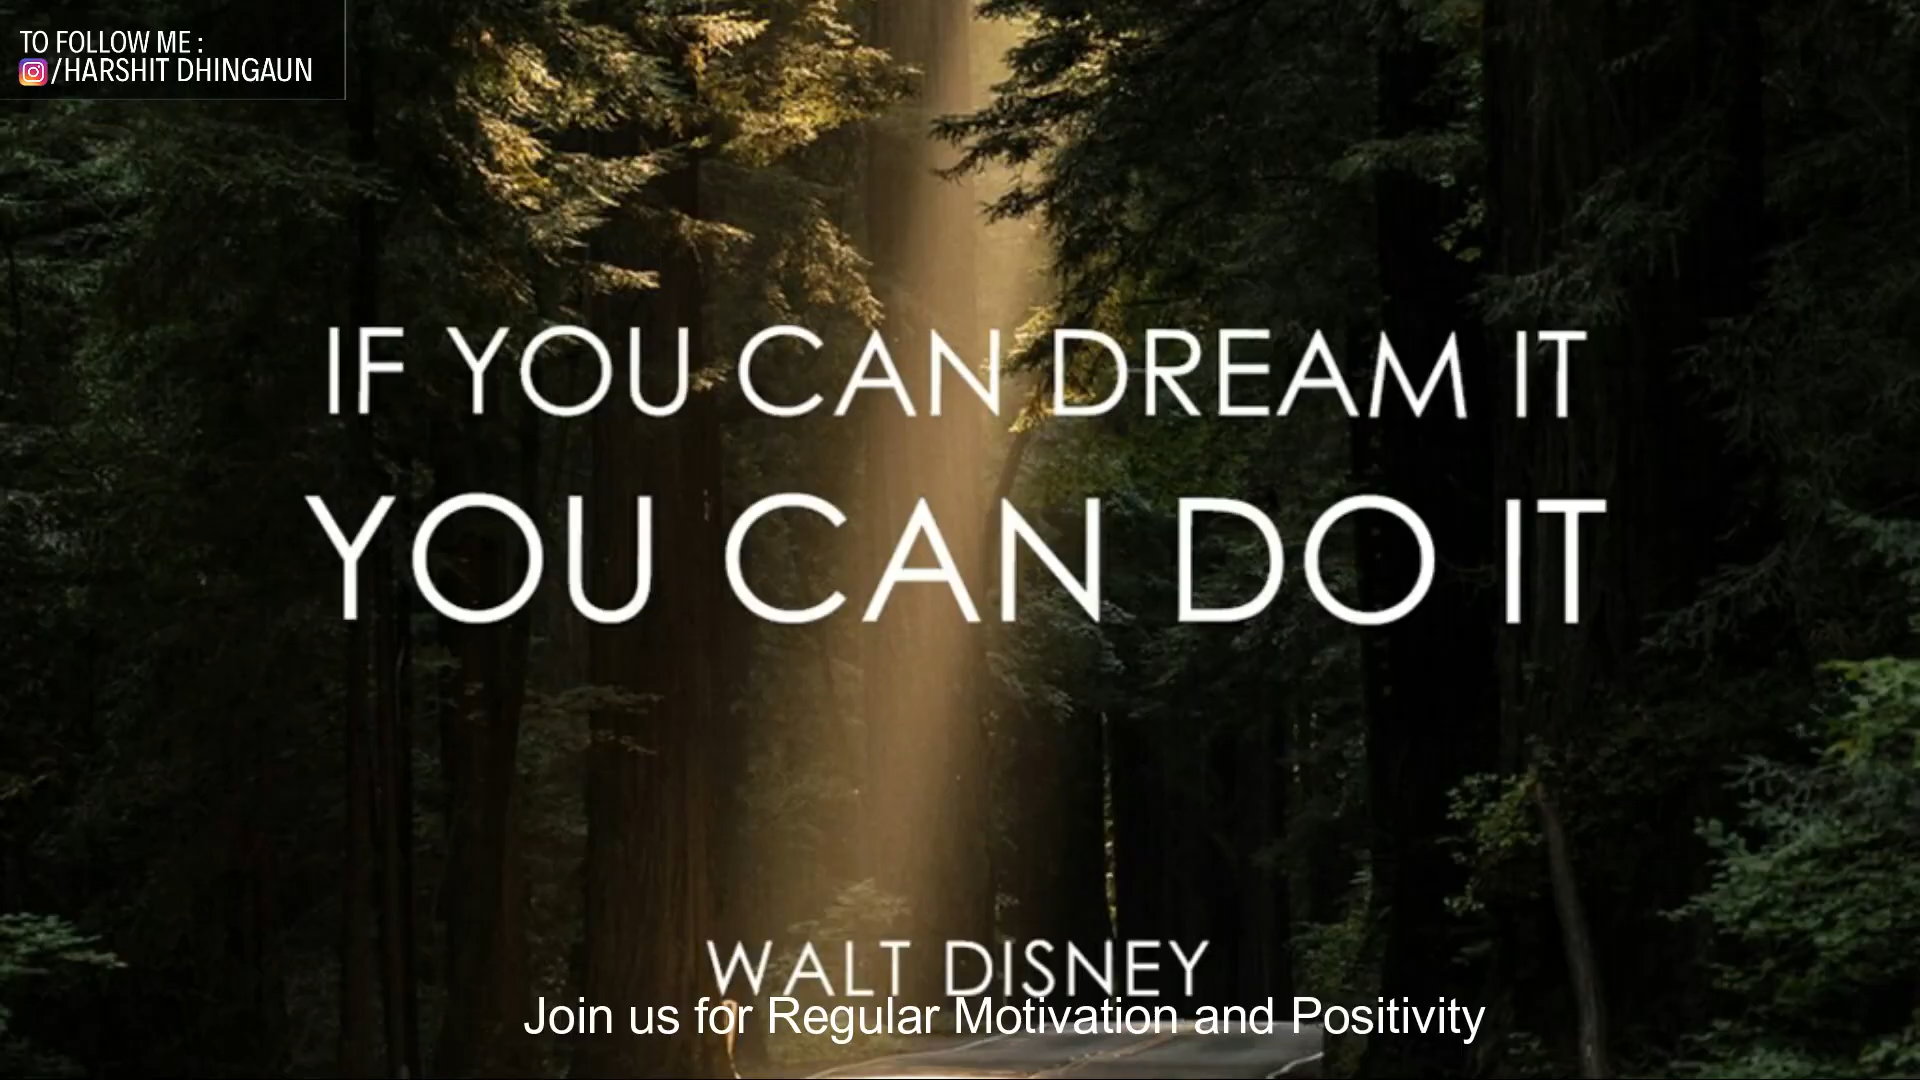 TO FOLLOW ME :
/HARSHIT DHINGAUN
IF YOU CAN DREAM IT
YOU CAN DO IT
WALT DISNEY
Join us for Regular Motivation and Positivity